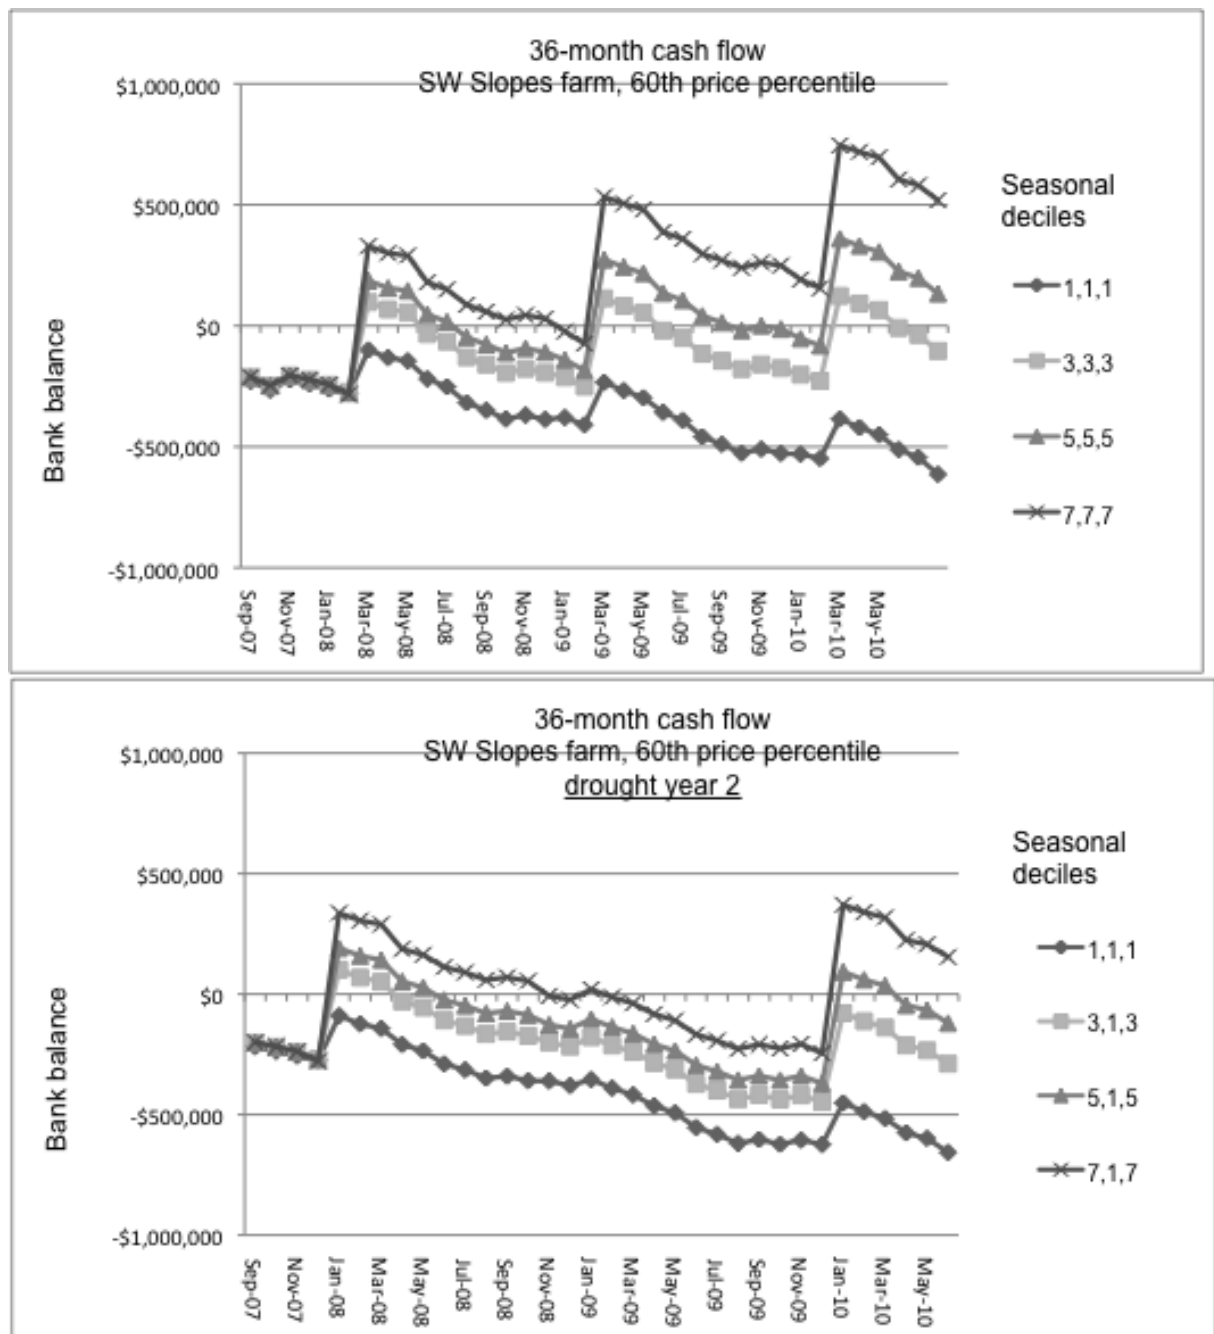 36-month cash flow
SW Slopes farm, 60th price percentile
$1,000,000
$500,000
$0
-$500,000
-$1,000,000
Bank balance
Sep-07
Nov-07
Jan-08
Mar-08
May-08
Jul-08
Sep-08
Nov-08
Jan-09
Mar-09
May-09
Jul-09
Sep-09
Nov-09
Jan-10
Mar-10
May-10
Seasonal
deciles
1,1,1
3,3,3
5,5,5
7,7,7
36-month cash flow
SW Slopes farm, 60th price percentile
drought year 2
$1,000,000
$500,000
$0
-$500,000
-$1,000,000
Bank balance
Sep-07
Nov-07
Jan-08
Mar-08
May-08
Jul-08
Sep-08
Nov-08
Jan-09
Mar-09
May-09
Jul-09
Sep-09
Nov-09
Jan-10
Mar-10
May-10
Seasonal
deciles
1,1,1
3,1,3
5,1,5
7,1,7